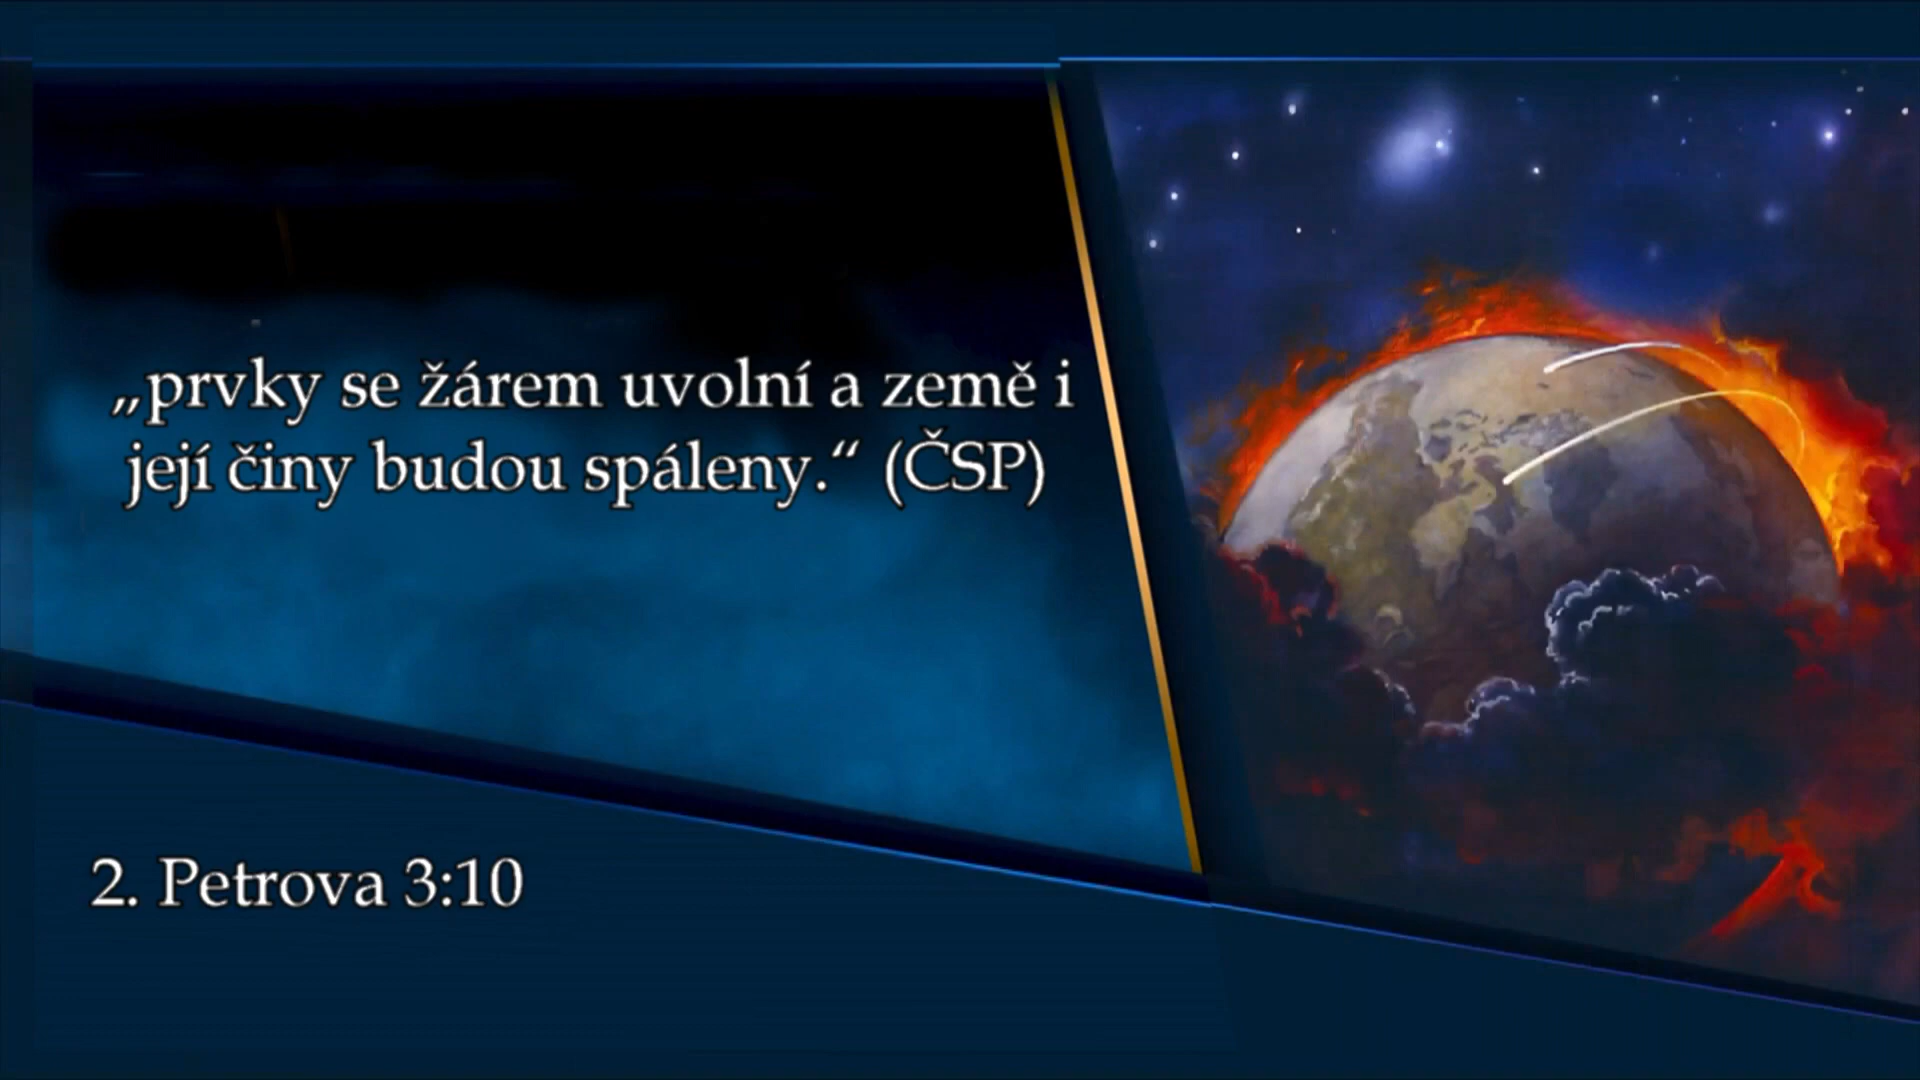 „prvky se žárem uvolní a země i
její činy budou spáleny.“ (ČSP)
2. Petrova 3:10